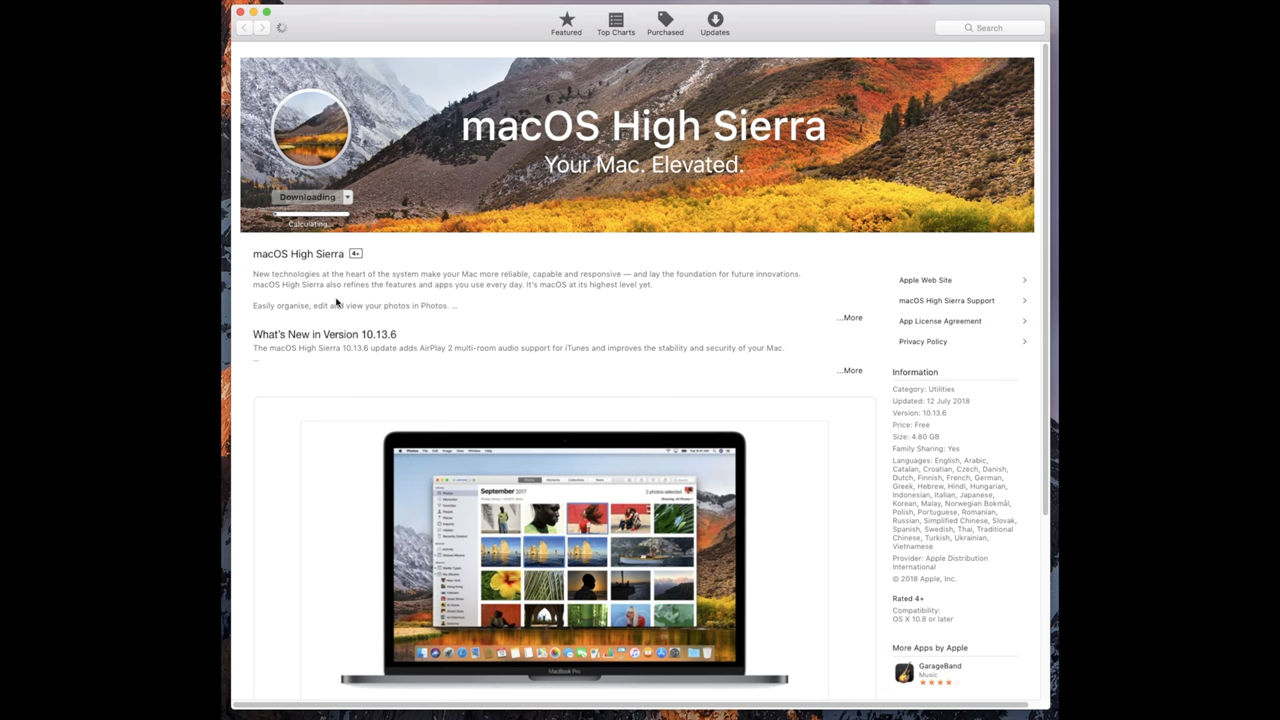 Featured
Top Charts
Purchased
Updates
Search
macOS High Sierra
Your Mac. Elevated.
Downloading
Calculating...
macOS High Sierra 4+
New technologies at the heart of the system make your Mac more reliable, capable and responsive — and lay the foundation for future innovations.
macOS High Sierra also refines the features and apps you use every day. It's macOS at its highest level yet.
Easily organise, edit and view your photos in Photos. ...
...More
What's New in Version 10.13.6
The macOS High Sierra 10.13.6 update adds AirPlay 2 multi-room audio support for iTunes and improves the stability and security of your Mac.
...
...More
September 2017
2 photos selected
MacBook Pro
Apple Web Site
macOS High Sierra Support
App License Agreement
Privacy Policy
Information
Category: Utilities
Updated: 12 July 2018
Version: 10.13.6
Price: Free
Size: 4.80 GB
Family Sharing: Yes
Languages: English, Arabic,
Catalan, Croatian, Czech, Danish,
Dutch, Finnish, French, German,
Greek, Hebrew, Hindi, Hungarian,
Indonesian, Italian, Japanese,
Korean, Malay, Norwegian Bokmål,
Polish, Portuguese, Romanian,
Russian, Simplified Chinese, Slovak,
Spanish, Swedish, Thai, Traditional
Chinese, Turkish, Ukrainian,
Vietnamese
Provider: Apple Distribution
International
© 2018 Apple, Inc.
Rated 4+
Compatibility:
OS X 10.8 or later
More Apps by Apple
GarageBand
Music